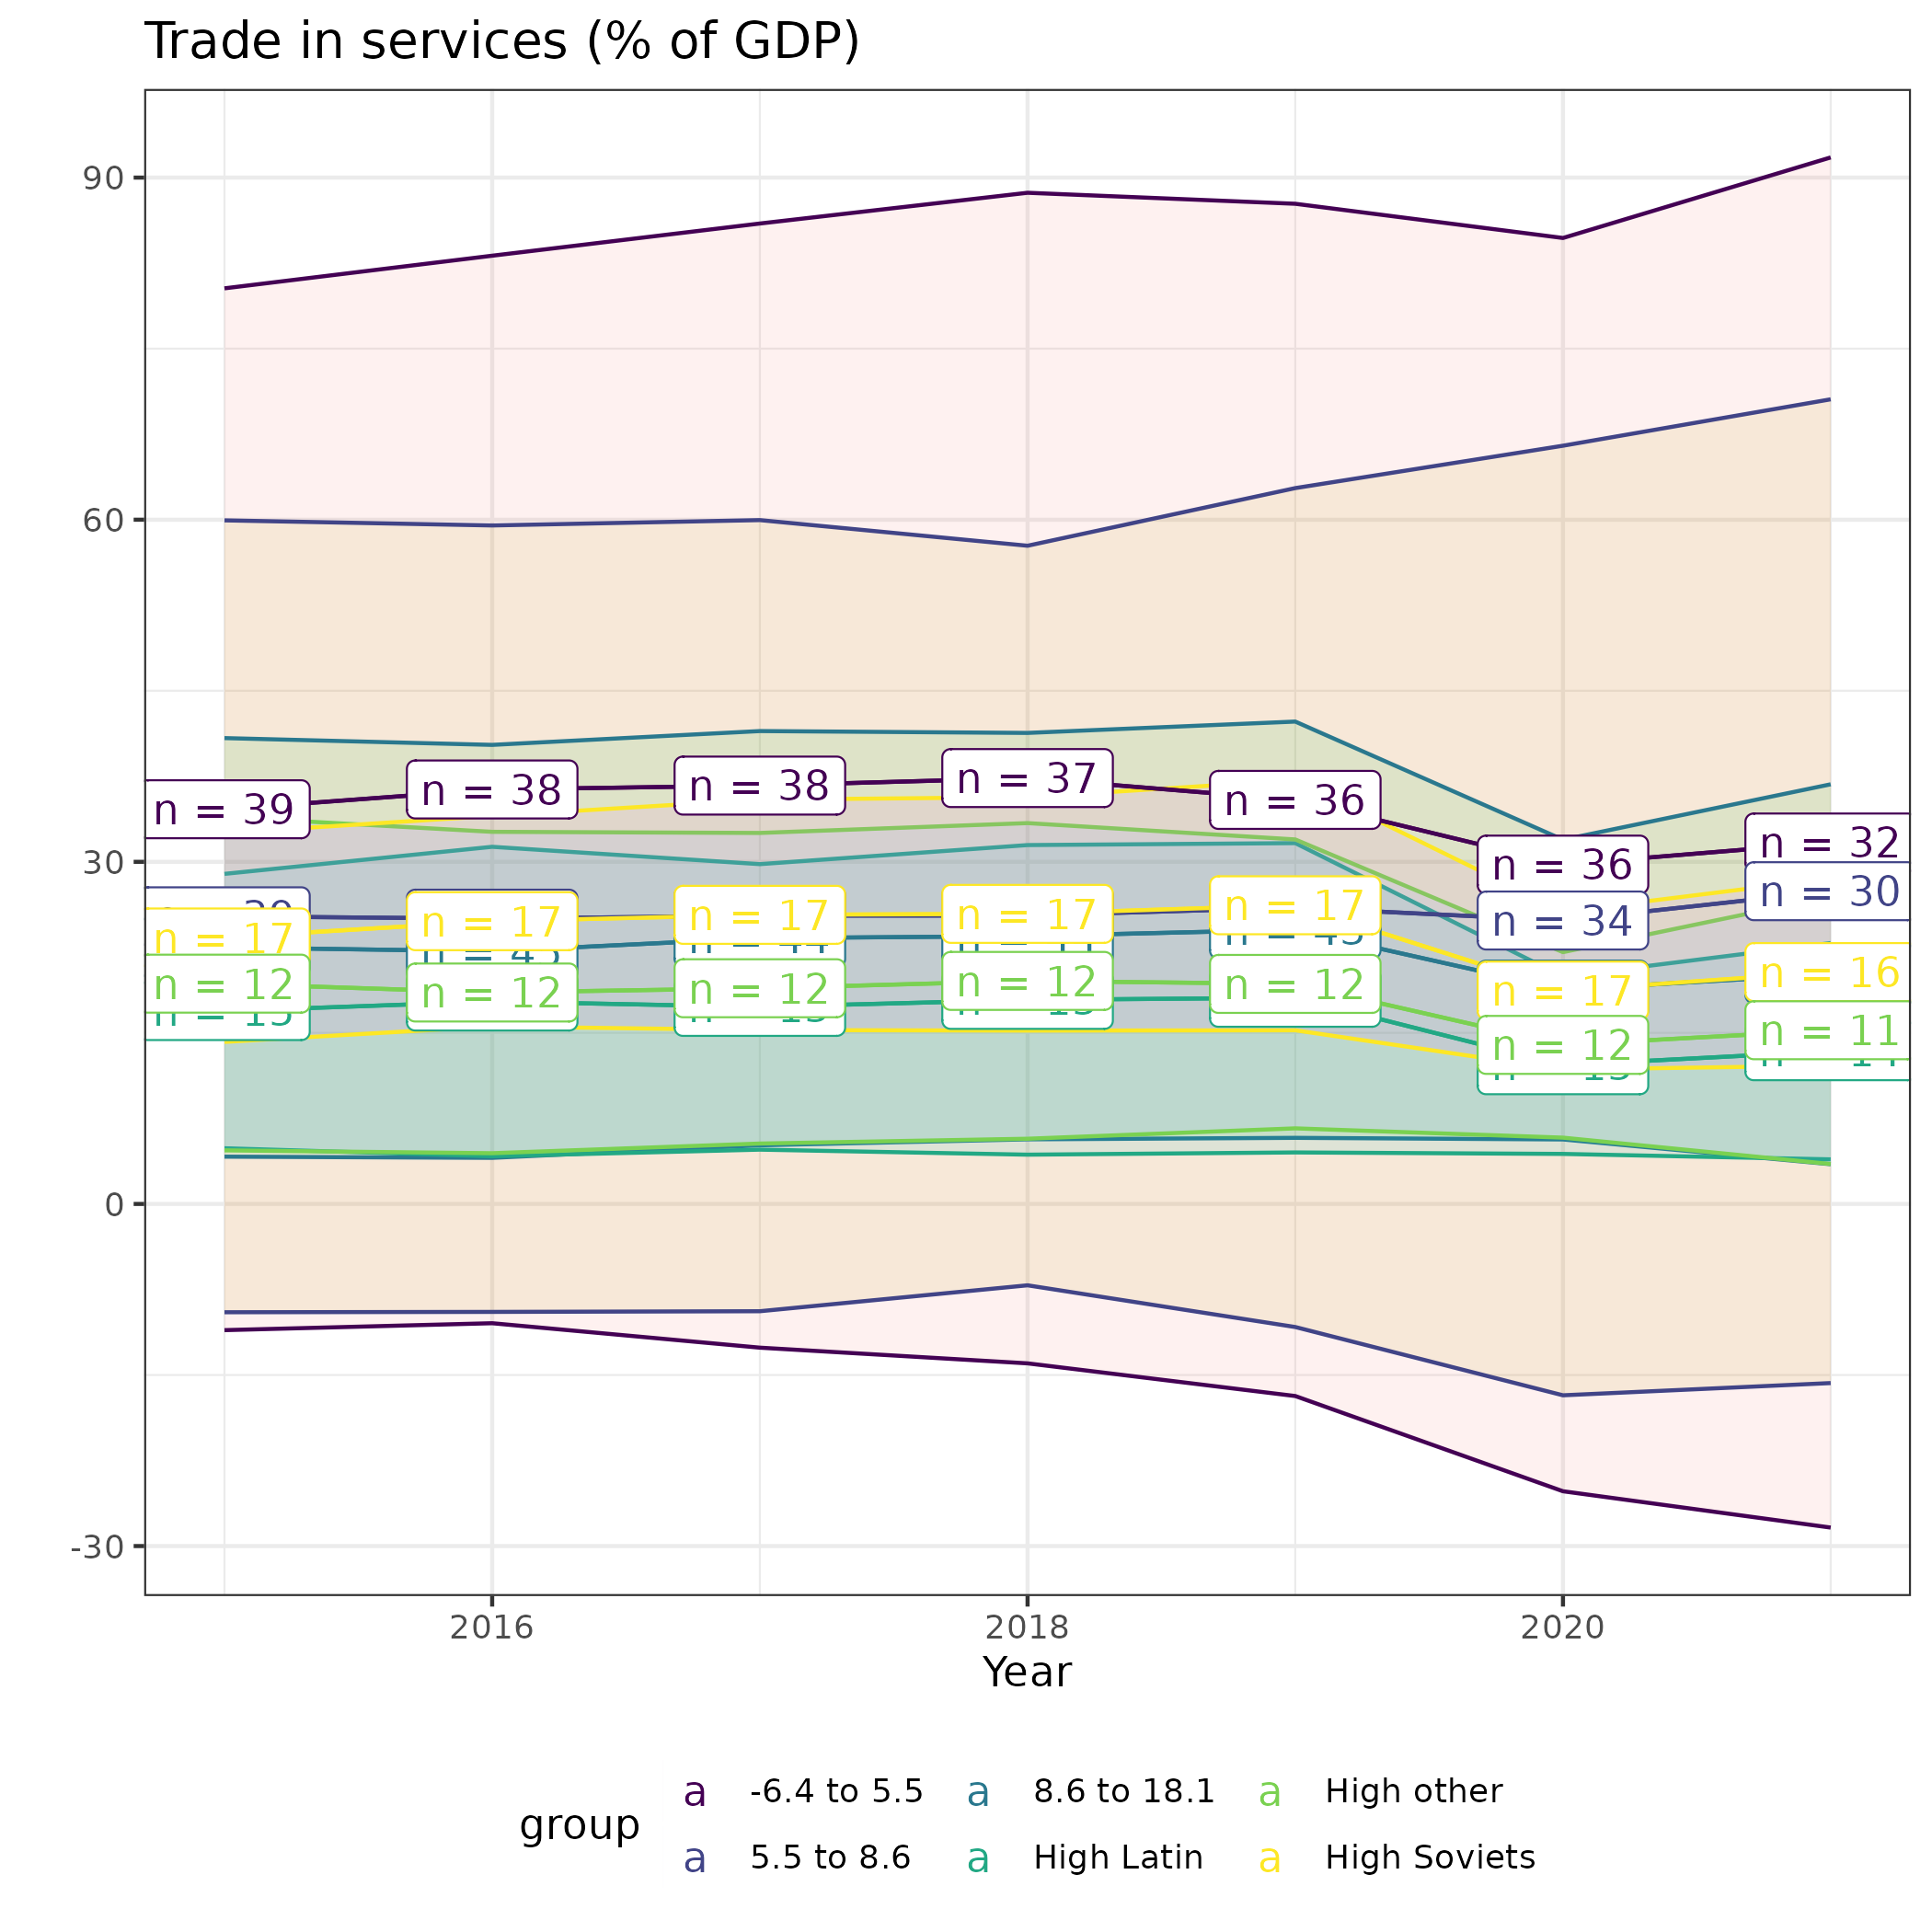 Trade in services (% of GDP)
90
60
30
0
-30
n = 39
n = 38
n = 38
n = 37
n = 36
n = 36
n = 32
n = 30
n = 34
n = 17
n = 17
n = 17
n = 17
n = 17
n = 17
n = 16
n = 12
n = 12
n = 12
n = 12
n = 12
n = 12
n = 11
2016
2018
2020
Year
group
a -6.4 to 5.5 a 8.6 to 18.1 a High other
a 5.5 to 8.6 a High Latin a High Soviets